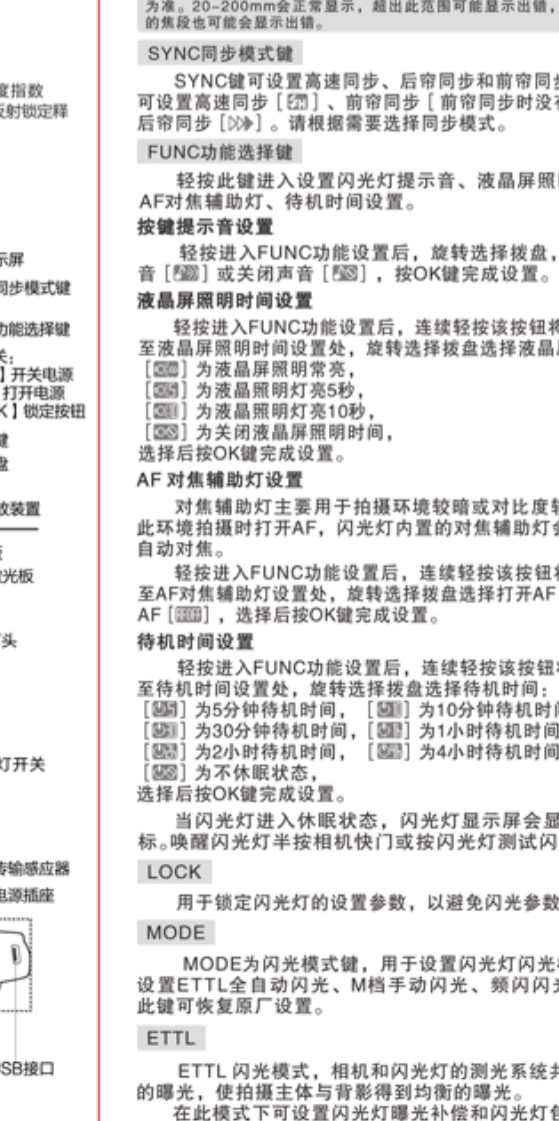 为准。20-200mm会正常显示，超出此范围可能显示出错，
的焦段也可能会显示出错。
SYNC同步模式键
SYNC键可设置高速同步、后帘同步和前帘同步
可设置高速同步［ ］、前帘同步［前帘同步时没有
后帘同步［ ］。请根据需要选择同步模式。
FUNC功能选择键
轻按此键进入设置闪光灯提示音、液晶屏照
AF对焦辅助灯、待机时间设置。
按键提示音设置
轻按进入FUNC功能设置后，旋转选择拨盘，
音［ ］或关闭声音［ ］，按OK键完成设置。
液晶屏照明时间设置
轻按进入FUNC功能设置后，连续轻按该按钮
至液晶屏照明时间设置处，旋转选择拨盘选择液晶
［ ］为液晶屏照明常亮，
［ ］为液晶照明灯亮5秒，
［ ］为液晶照明灯亮10秒，
［ ］为关闭液晶屏照明时间，
选择后按OK键完成设置。
AF 对焦辅助灯设置
对焦辅助灯主要用于拍摄环境较暗或对比度
此环境拍摄时打开AF，闪光灯内置的对焦辅助灯
自动对焦。
轻按进入FUNC功能设置后，连续轻按该按钮
至AF对焦辅助灯设置处，旋转选择拨盘选择打开AF
AF［ ］，选择后按OK键完成设置。
待机时间设置
轻按进入FUNC功能设置后，连续轻按该按钮
至待机时间设置处，旋转选择拨盘选择待机时间：
［ ］为5分钟待机时间，［ ］为10分钟待机时间
［ ］为30分钟待机时间，［ ］为1小时待机时间
［ ］为2小时待机时间，［ ］为4小时待机时间
［ ］为不休眠状态，
选择后按OK键完成设置。
当闪光灯进入休眠状态，闪光灯显示屏会显
标。唤醒闪光灯半按相机快门或按闪光灯测试闪
LOCK
用于锁定闪光灯的设置参数，以避免闪光参数
MODE
MODE为闪光模式键，用于设置闪光灯闪光
设置ETTL全自动闪光、M档手动闪光、频闪闪光
此键可恢复原厂设置。
ETTL
ETTL 闪光模式，相机和闪光灯的测光系统共
的曝光，使拍摄主体与背影得到均衡的曝光。
在此模式下可设置闪光灯曝光补偿和闪光灯包
度指数
反射锁定释
示屏
同步模式键
功能选择键
关：
】开关电源
打开电源
K】锁定按钮
键
盘
放装置
板
光板
头
灯开关
传输感应器
电源插座
USB接口